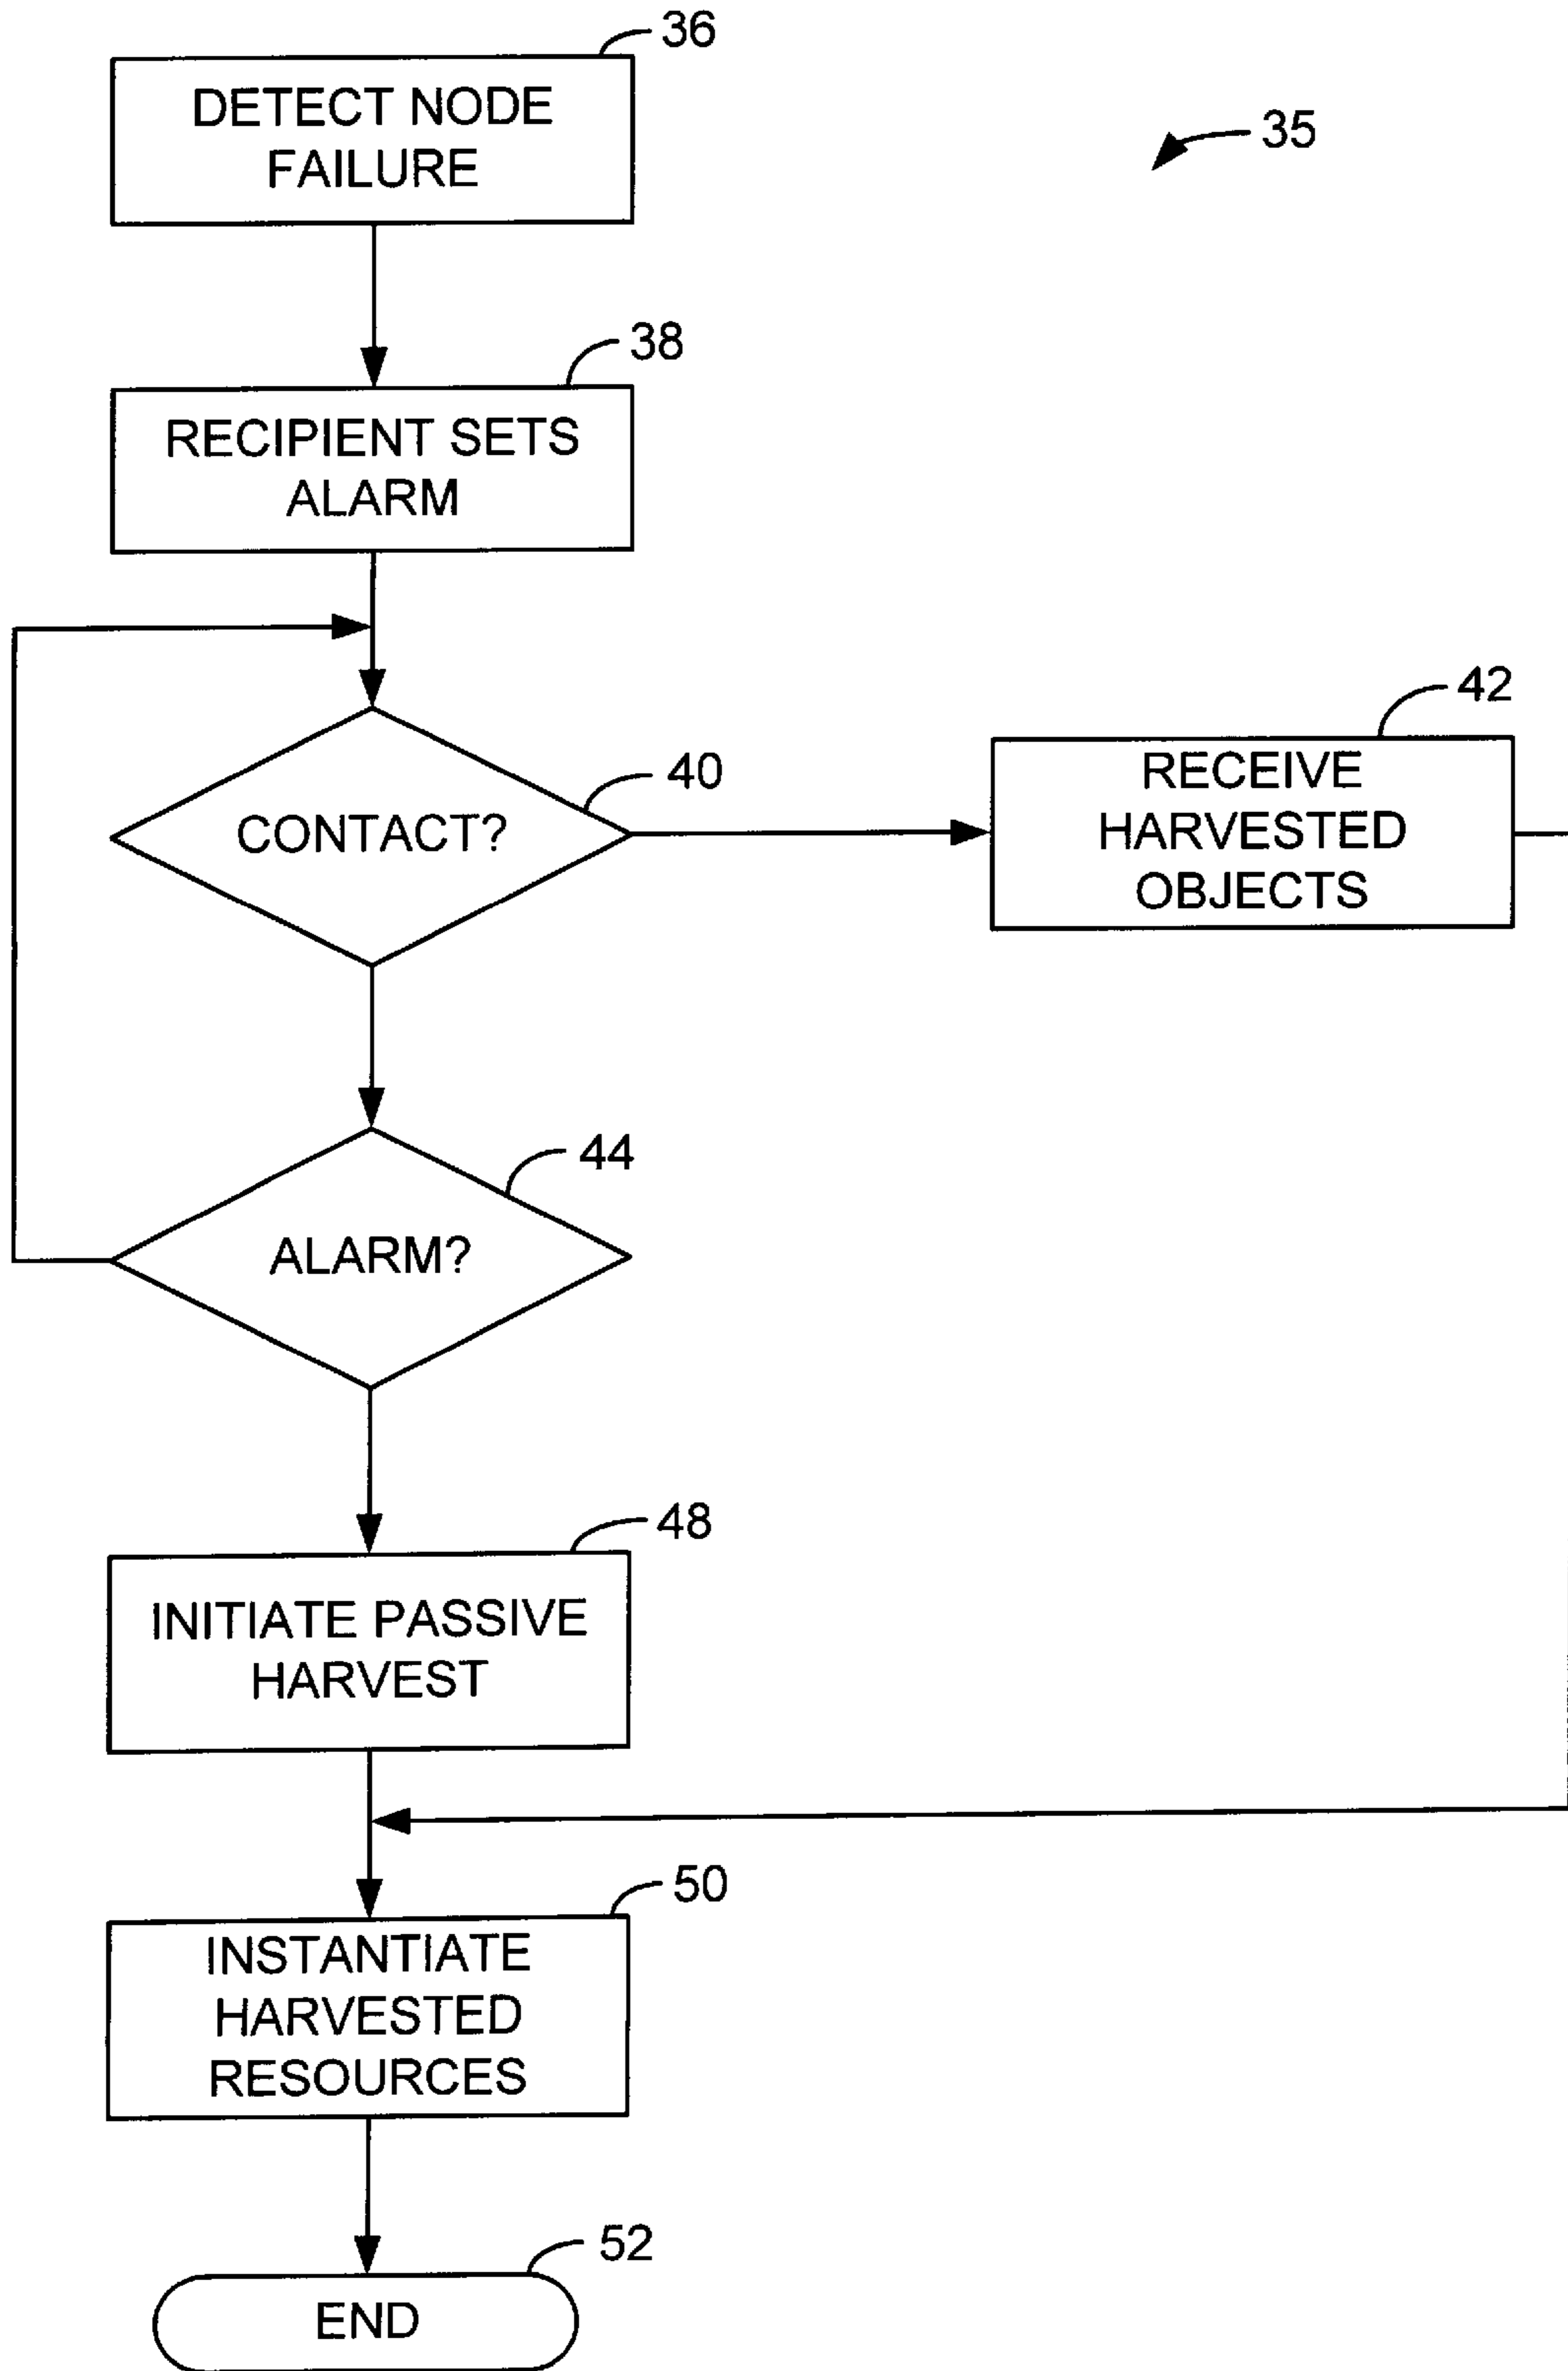 36
DETECT NODE
FAILURE
35
38
RECIPIENT SETS
ALARM
40
CONTACT?
42
RECEIVE
HARVESTED
OBJECTS
44
ALARM?
48
INITIATE PASSIVE
HARVEST
50
INSTANTIATE
HARVESTED
RESOURCES
52
END